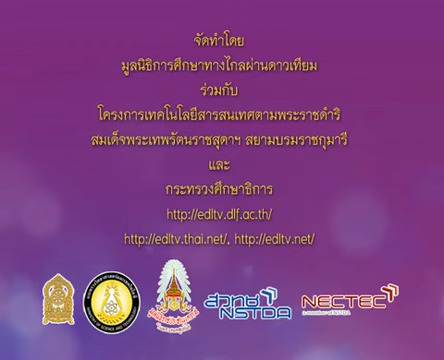 จัดทำโดย
มูลนิธิการศึกษาทางไกลผ่านดาวเทียม
ร่วมกับ
โครงการเทคโนโลยีสารสนเทศตามพระราชดำริ
สมเด็จพระเทพรัตนราชสุดาฯ สยามบรมราชกุมารี
และ
กระทรวงศึกษาธิการ
http://edltv.dlf.ac.th/
http://edltv.thai.net/, http://edltv.net/
สวทช
NSTDA
NECTEC
a member of NSTDA